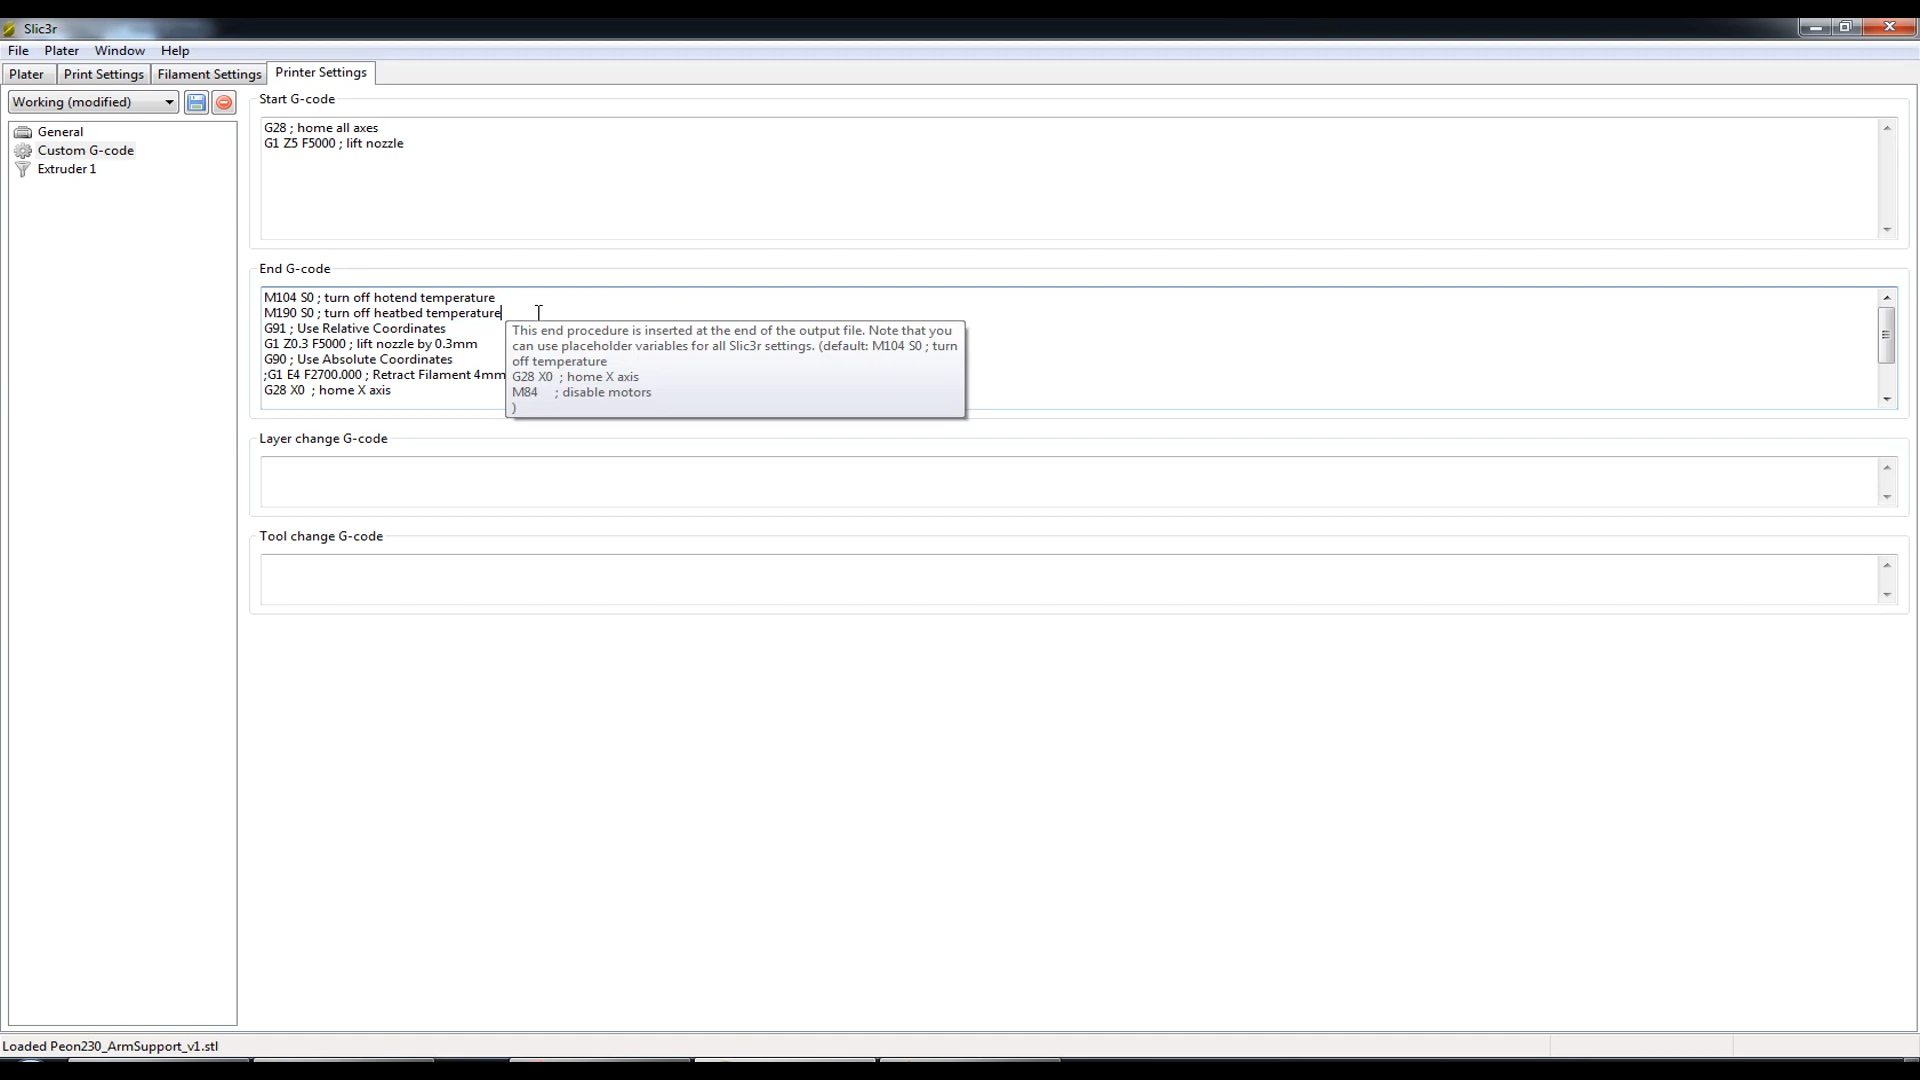 Slic3r
File Plater Window Help
Plater Print Settings Filament Settings Printer Settings
Working (modified)
General
Custom G-code
Extruder 1
Start G-code
G28 ; home all axes
G1 Z5 F5000 ; lift nozzle
End G-code
M104 S0 ; turn off hotend temperature
M190 S0 ; turn off heatbed temperature
G91 ; Use Relative Coordinates
G1 Z0.3 F5000 ; lift nozzle by 0.3mm
G90 ; Use Absolute Coordinates
;G1 E4 F2700.000 ; Retract Filament 4mm
G28 X0 ; home X axis
This end procedure is inserted at the end of the output file. Note that you
can use placeholder variables for all Slic3r settings. (default: M104 S0 ; turn
off temperature
G28 X0 ; home X axis
M84 ; disable motors
)
Layer change G-code
Tool change G-code
Loaded Peon230_ArmSupport_v1.stl